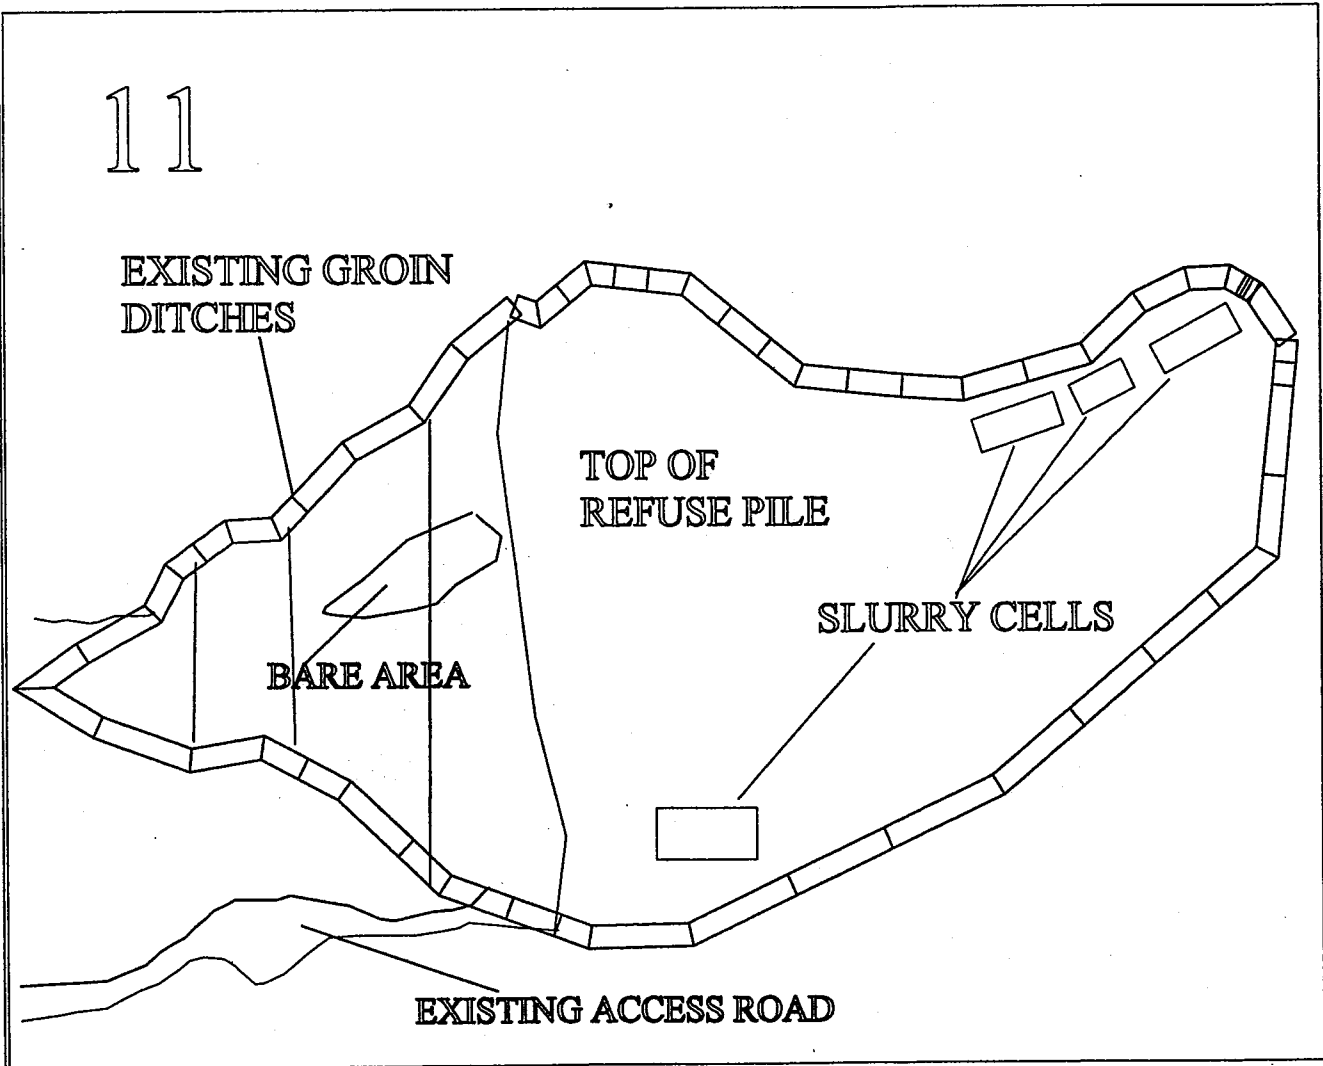 11
EXISTING GROIN
DITCHES
TOP OF
REFUSE PILE
SLURRY CELLS
BARE AREA
EXISTING ACCESS ROAD